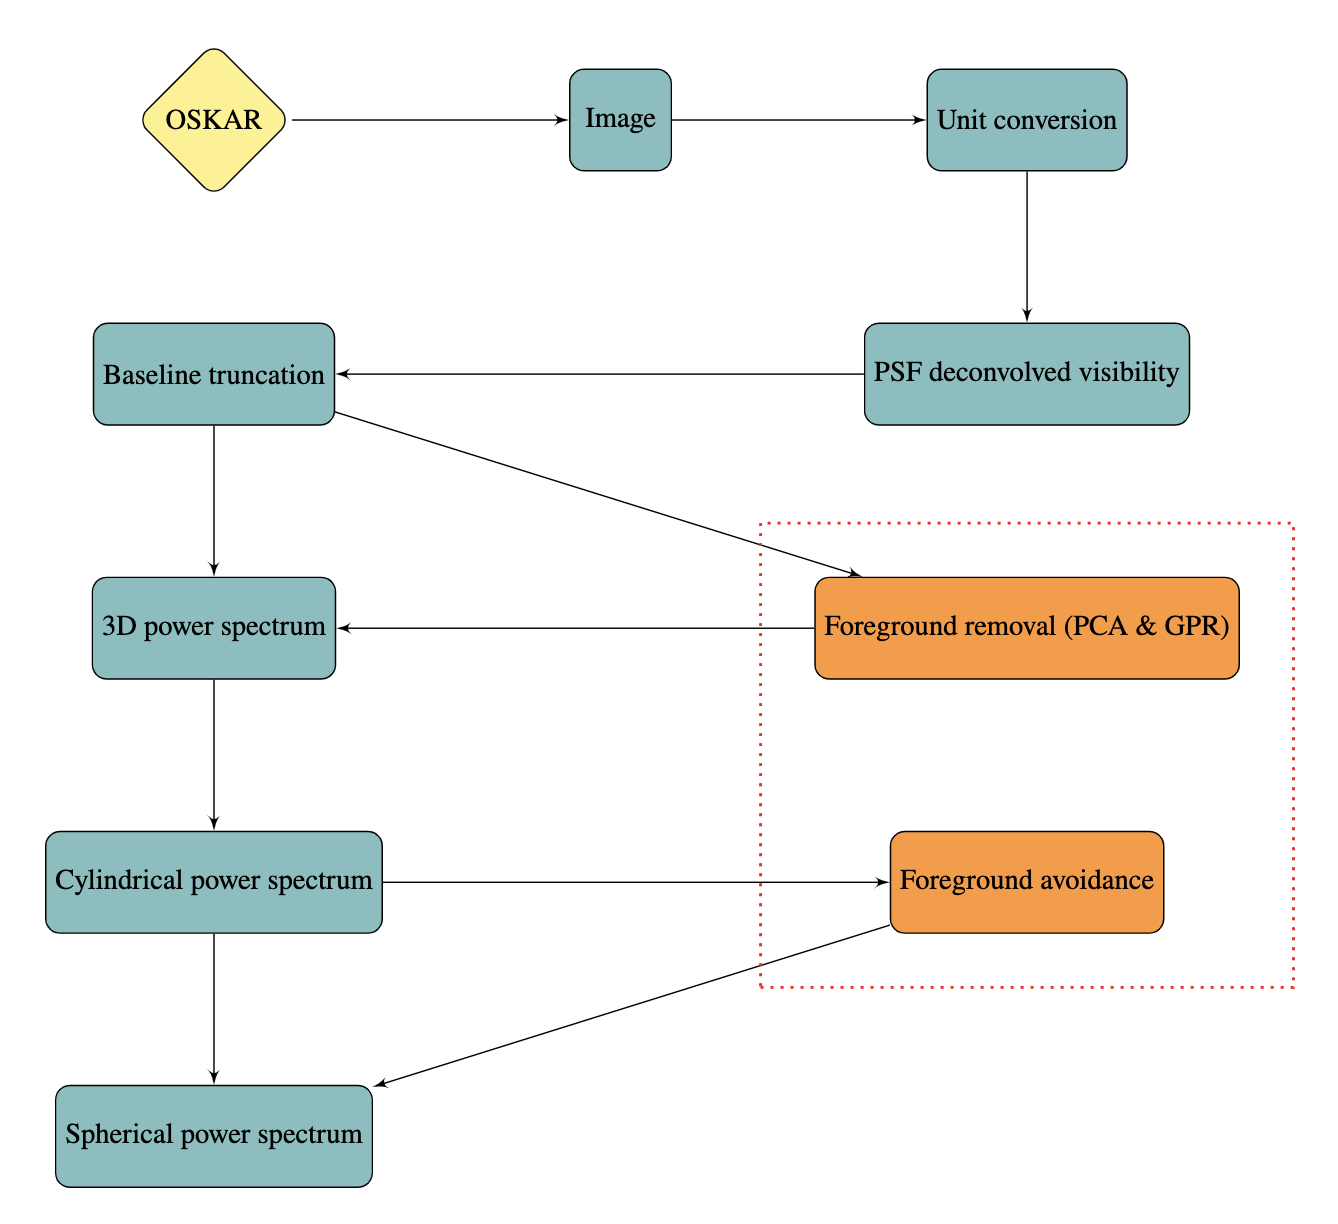 OSKAR
Image
Unit conversion
Baseline truncation
PSF deconvolved visibility
3D power spectrum
Foreground removal (PCA & GPR)
Cylindrical power spectrum
Foreground avoidance
Spherical power spectrum